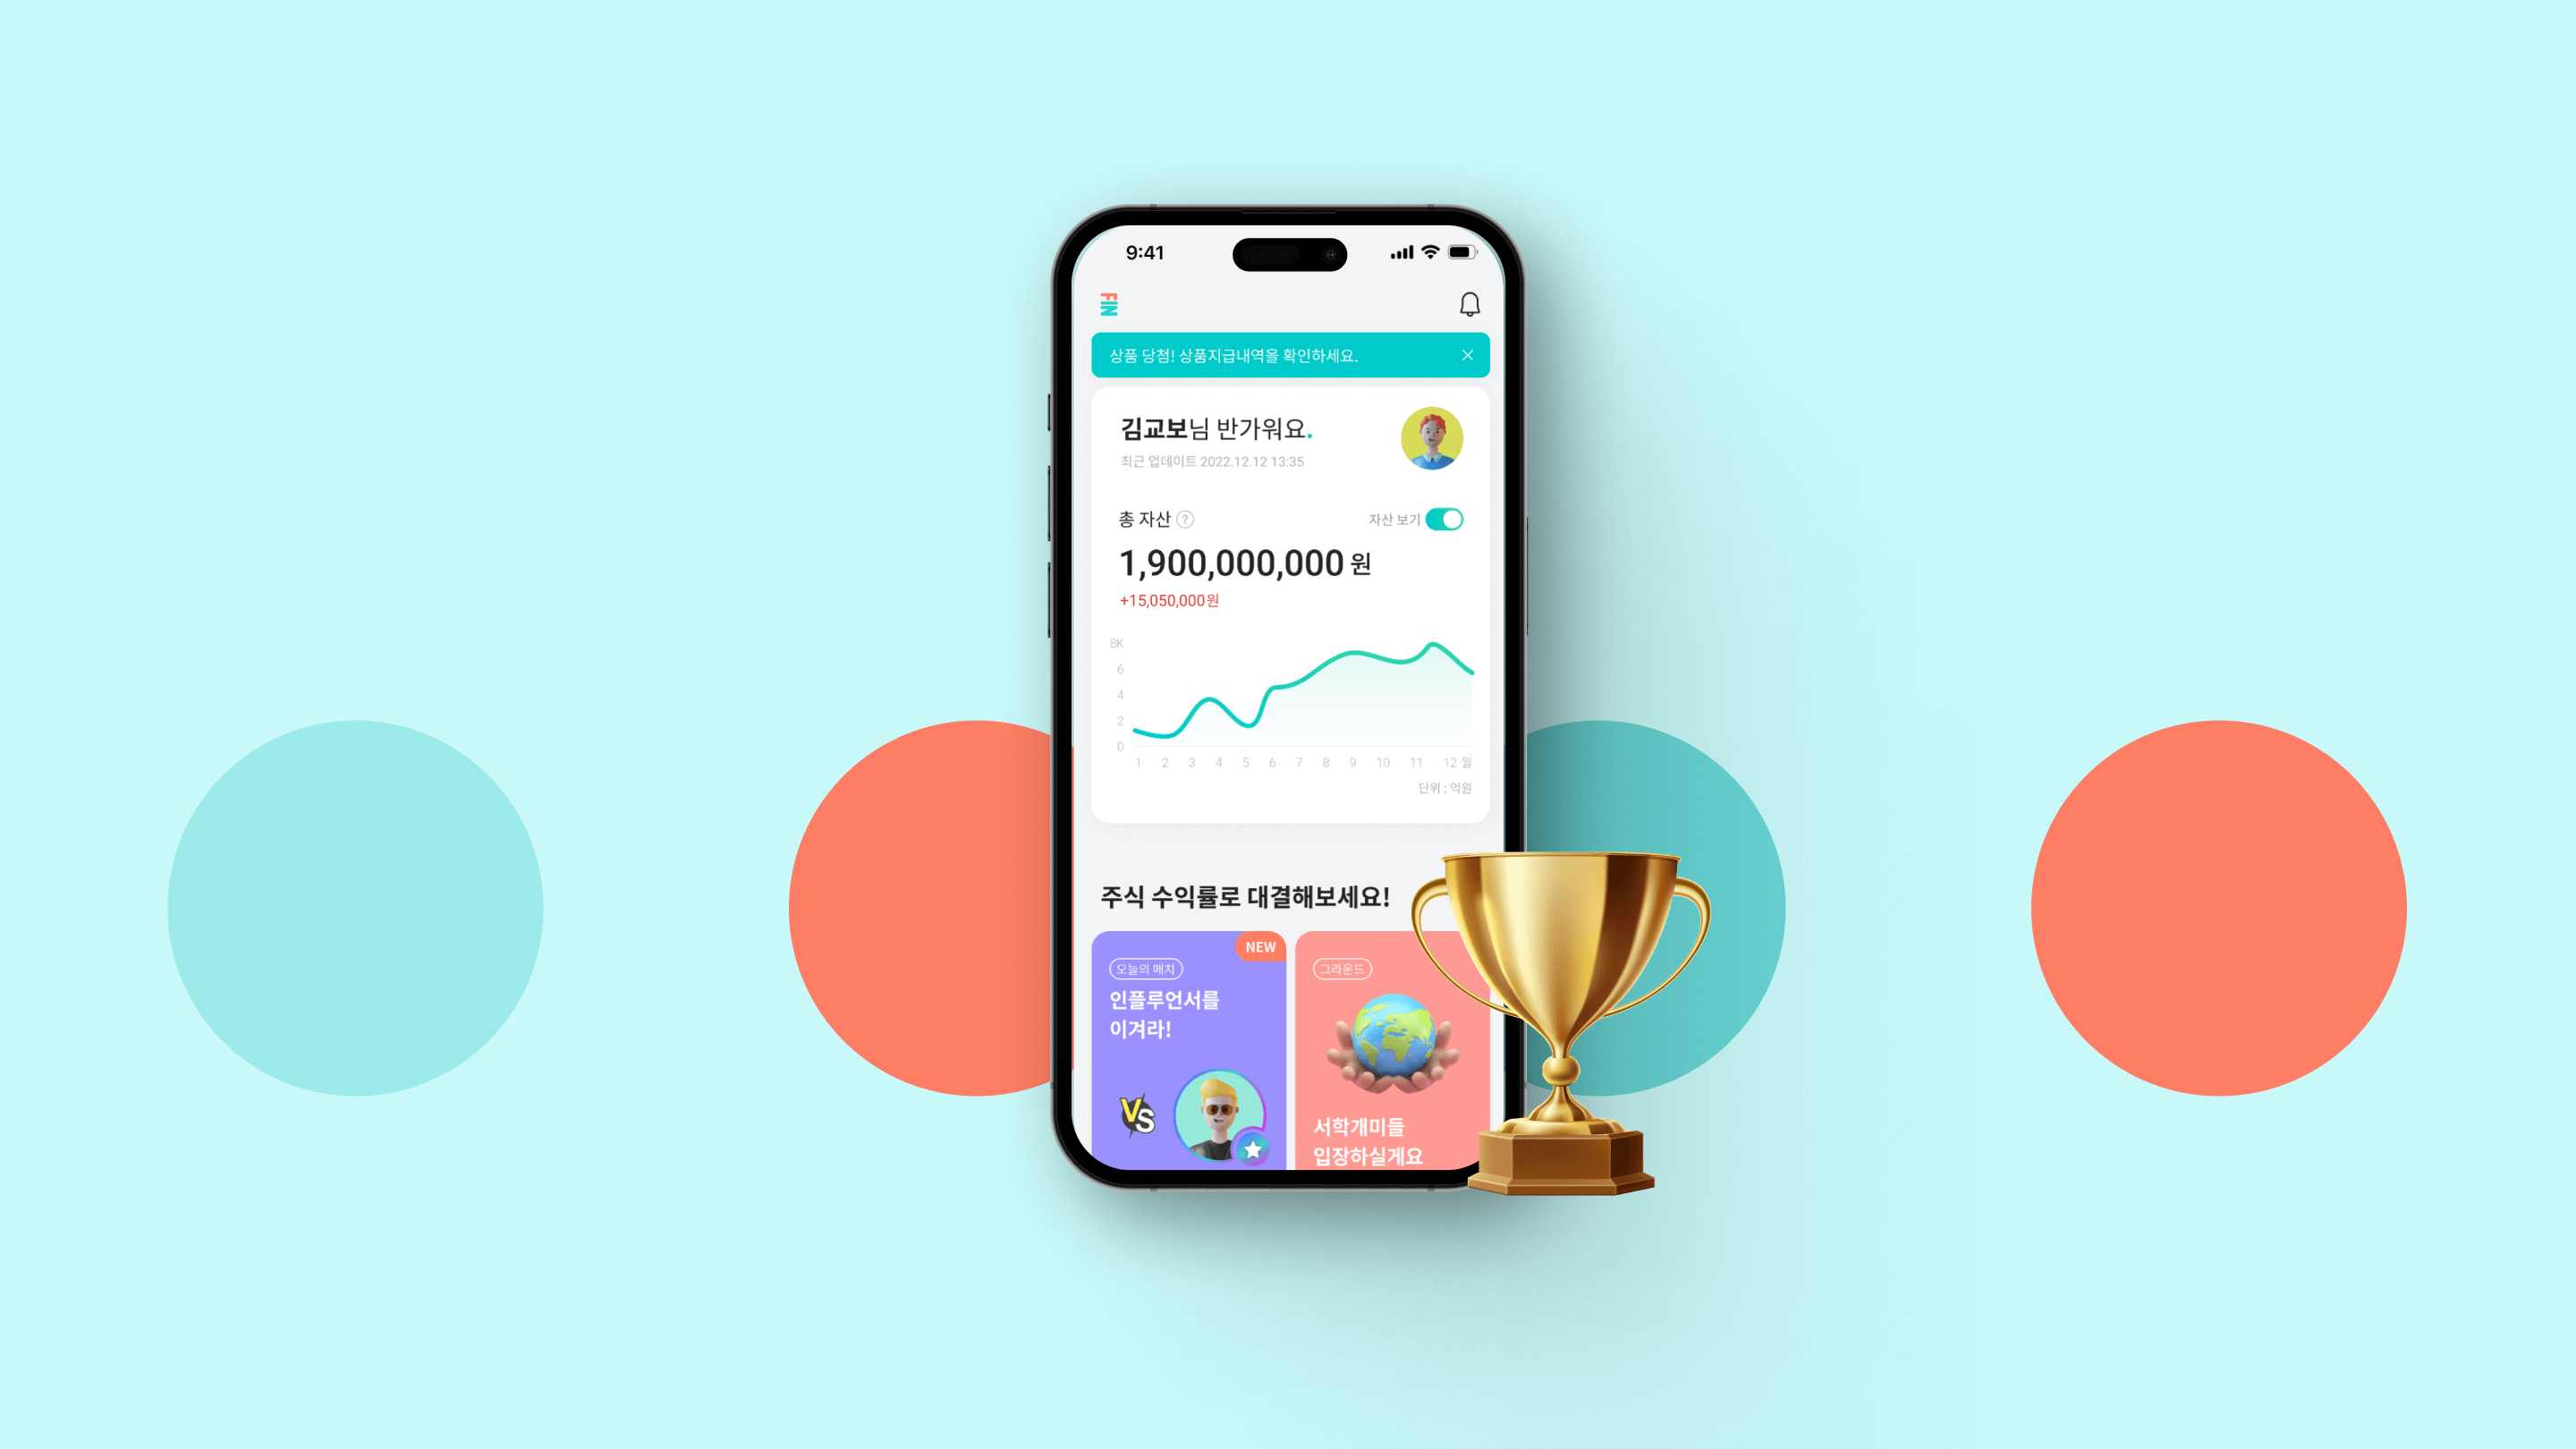 9:41
FIN
상품 당첨! 상품지급내역을 확인하세요.
김교보님 반가워요.
최근 업데이트 2022.12.12 13:35
총 자산 ?
자산 보기
1,900,000,000 원
+15,050,000원
8K
6
4
2
0
1 2 3 4 5 6 7 8 9 10 11 12 월
단위 : 억원
주식 수익률로 대결해보세요!
NEW
오늘의 매치
인플루언서를
이겨라!
VS
그라운드
서학개미들
입장하실게요